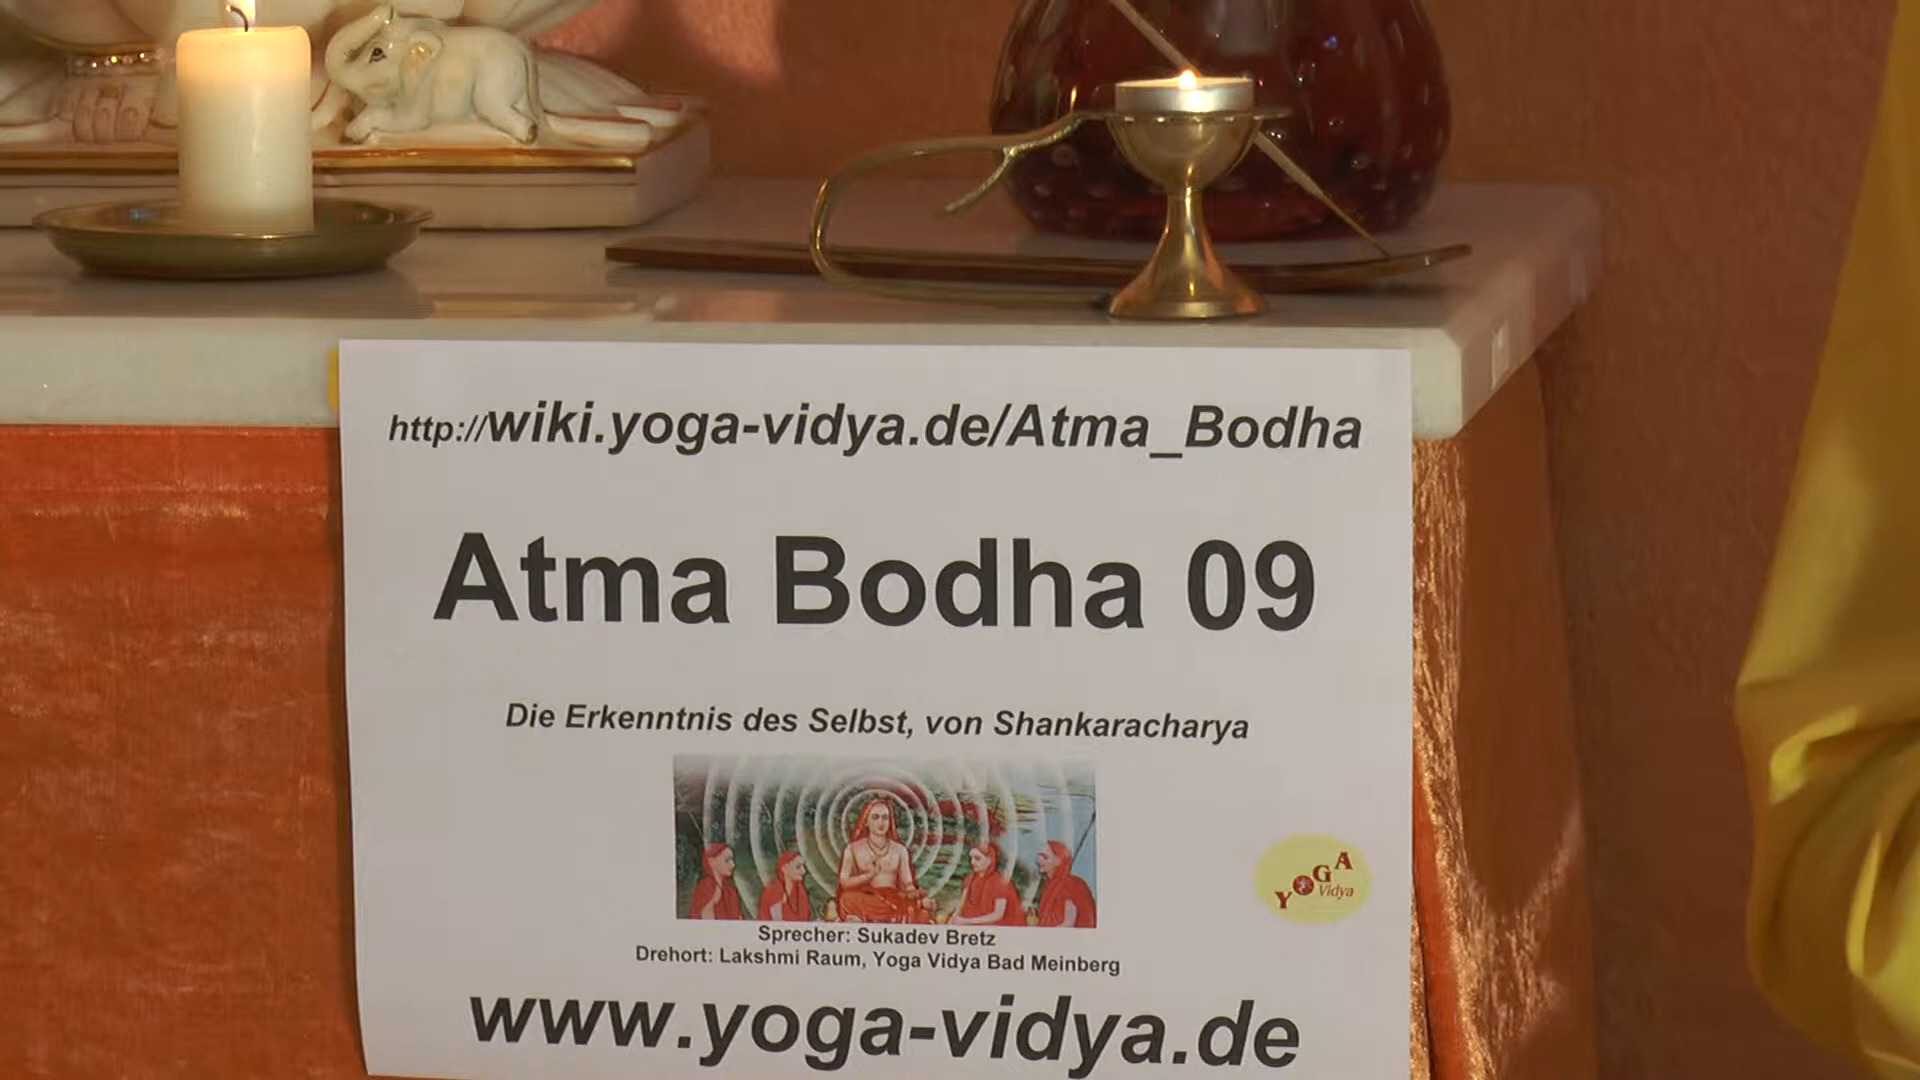 http://wiki.yoga-vidya.de/Atma_Bodha
Atma Bodha 09
Die Erkenntnis des Selbst, von Shankaracharya
YOGA
Vidya
Sprecher: Sukadev Bretz
Drehort: Lakshmi Raum, Yoga Vidya Bad Meinberg
www.yoga-vidya.de